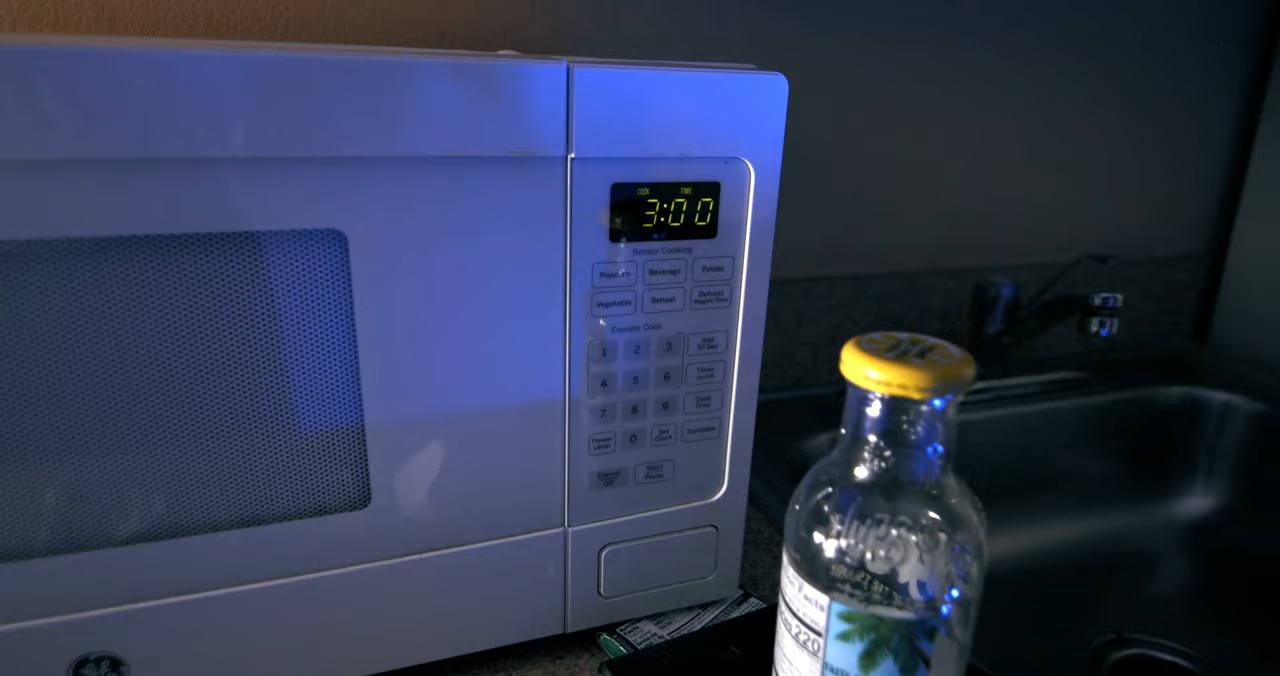 COOK TIME
3:00
Sensor Cooking
Popcorn Beverage Potato
Vegetable Reheat Defrost
Weight/Time
Express Cook
1 2 3 Add
30 Sec
4 5 6 Timer
On/Off
7 8 9 Cook
Time
Power
Level 0 Set
Clock Turntable
Cancel
Off Start
Pause
GE
Facts
220